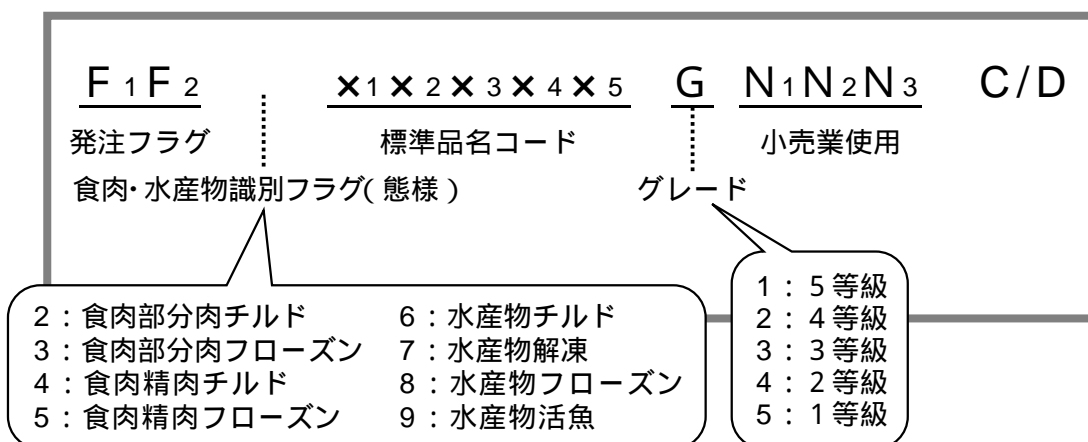 F1F2 ×1×2×3×4×5 G N1N2N3 C/D
発注フラグ 標準品名コード 小売業使用
食肉・水産物識別フラグ(態様) グレード
2:食肉部分肉チルド 6:水産物チルド
3:食肉部分肉フローズン 7:水産物解凍
4:食肉精肉チルド 8:水産物フローズン
5:食肉精肉フローズン 9:水産物活魚
1:5等級
2:4等級
3:3等級
4:2等級
5:1等級